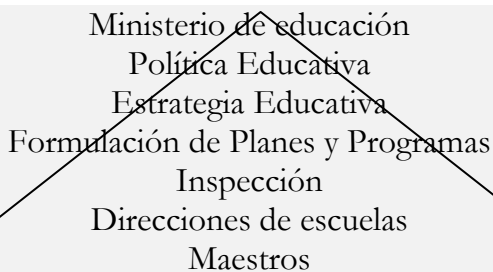 Ministerio de educación
Política Educativa
Estrategia Educativa
Formulación de Planes y Programas
Inspección
Direcciones de escuelas
Maestros